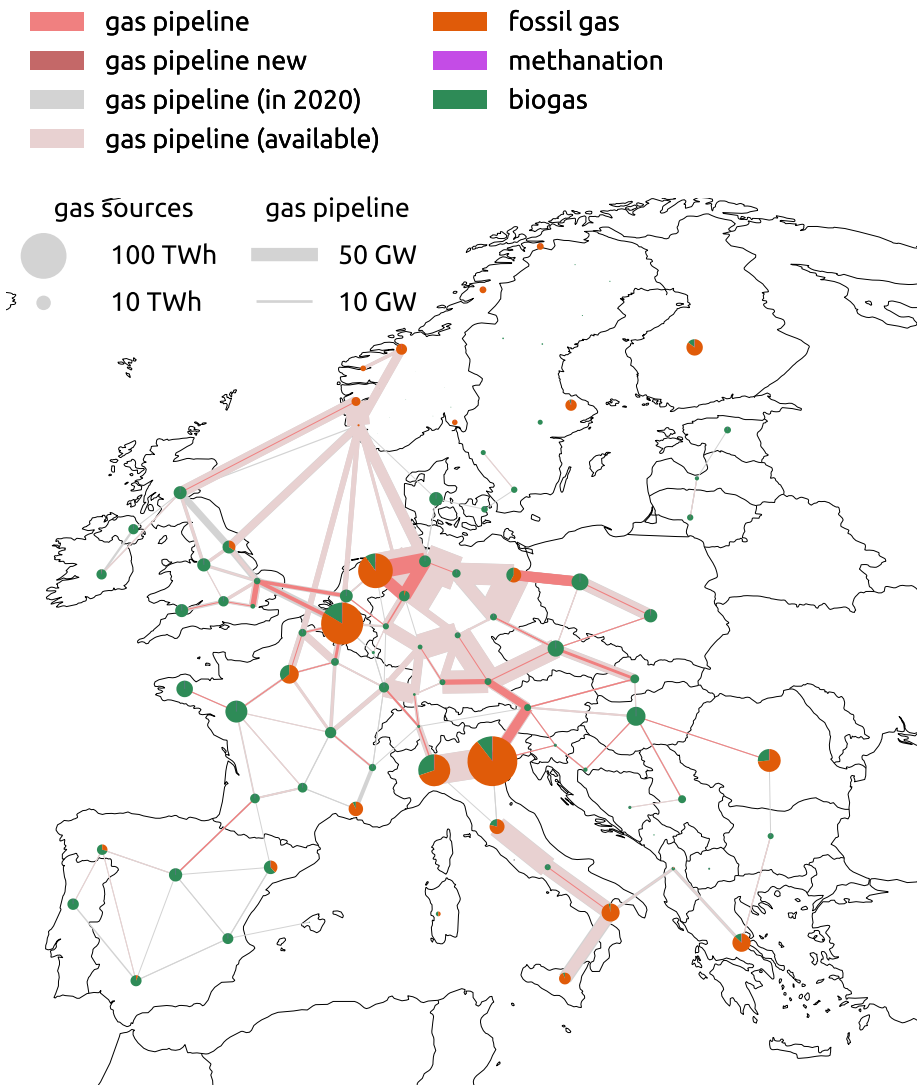 gas pipeline
gas pipeline new
gas pipeline (in 2020)
gas pipeline (available)
fossil gas
methanation
biogas
gas sources
100 TWh
10 TWh
gas pipeline
50 GW
10 GW